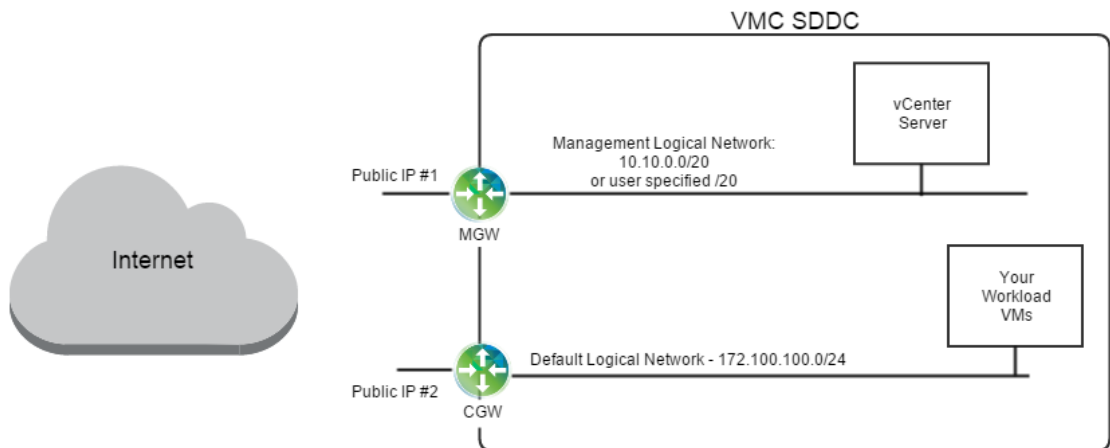 VMC SDDC
vCenter
Server
Management Logical Network:
10.10.0.0/20
or user specified /20
Public IP #1
MGW
Internet
Your
Workload
VMs
Default Logical Network - 172.100.100.0/24
Public IP #2
CGW